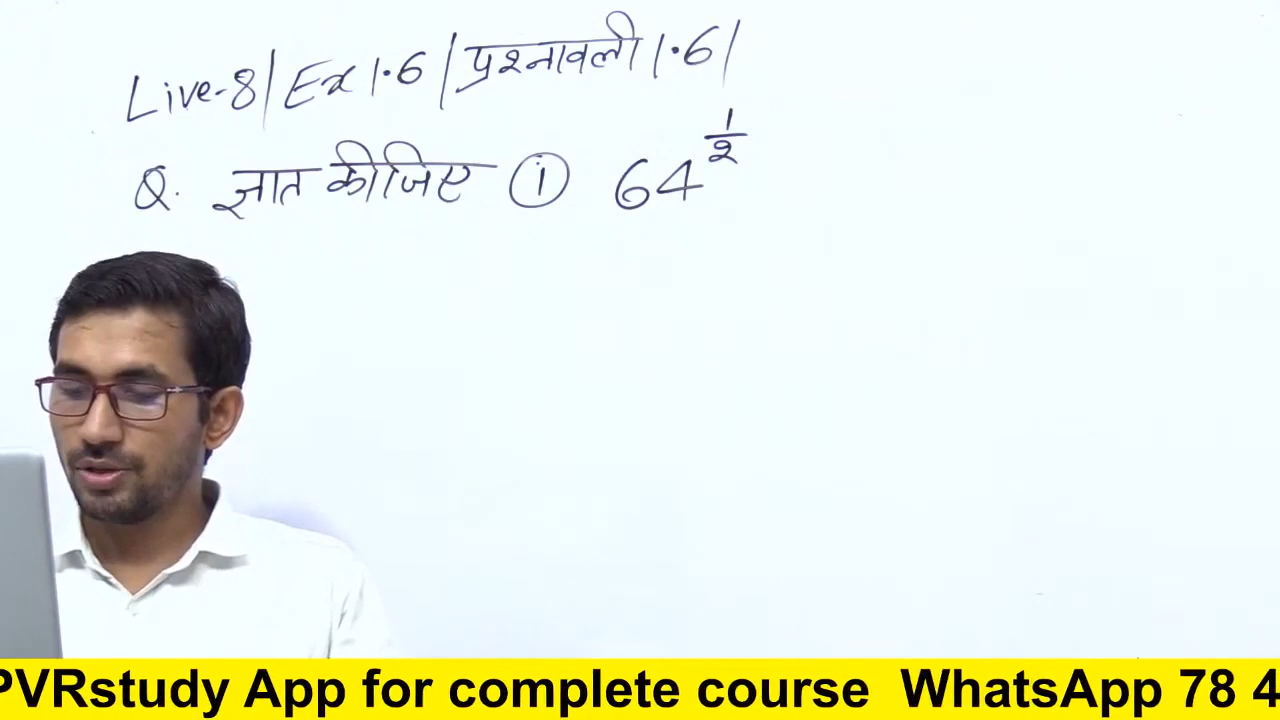 Live-8| Ex 1.6 | प्रश्नावली 1.6|
Q. ज्ञात कीजिए ① 64^(1/2)
PVRstudy App for complete course WhatsApp 78 4